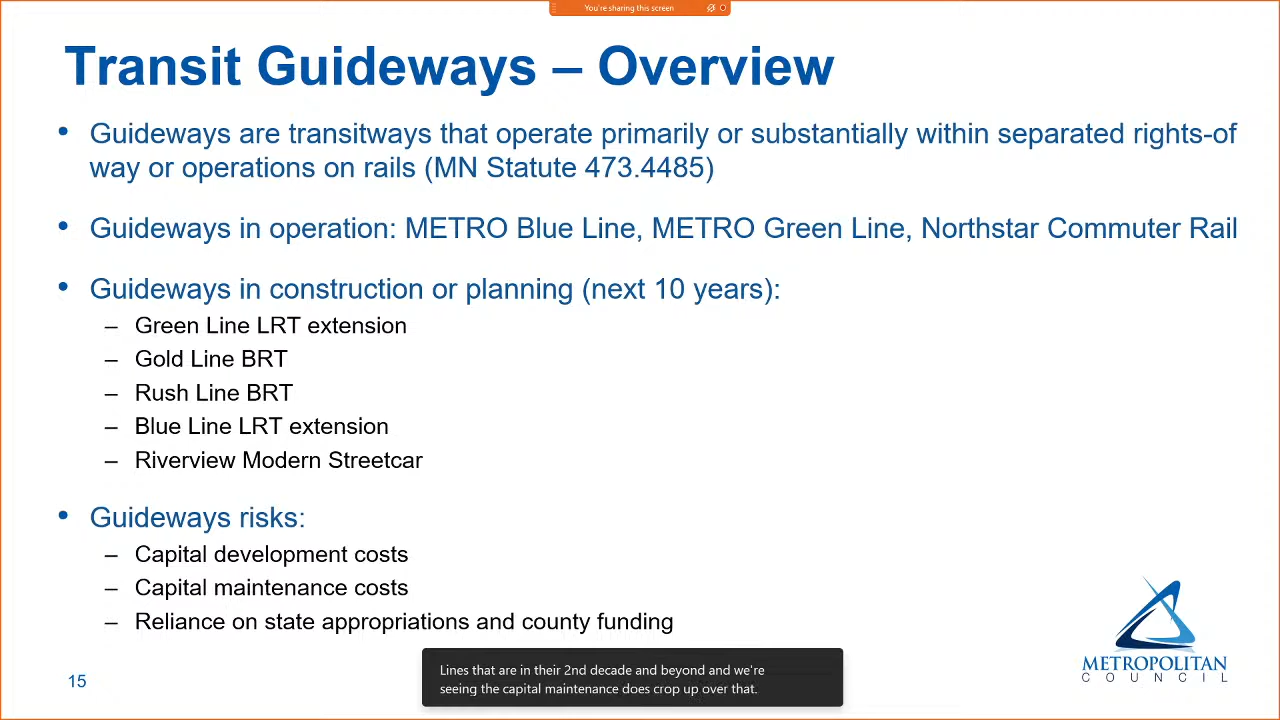 You're sharing this screen
Transit Guideways – Overview
• Guideways are transitways that operate primarily or substantially within separated rights-of
way or operations on rails (MN Statute 473.4485)
• Guideways in operation: METRO Blue Line, METRO Green Line, Northstar Commuter Rail
• Guideways in construction or planning (next 10 years):
– Green Line LRT extension
– Gold Line BRT
– Rush Line BRT
– Blue Line LRT extension
– Riverview Modern Streetcar
• Guideways risks:
– Capital development costs
– Capital maintenance costs
– Reliance on state appropriations and county funding
Lines that are in their 2nd decade and beyond and we're
seeing the capital maintenance does crop up over that.
15
METROPOLITAN
COUNCIL